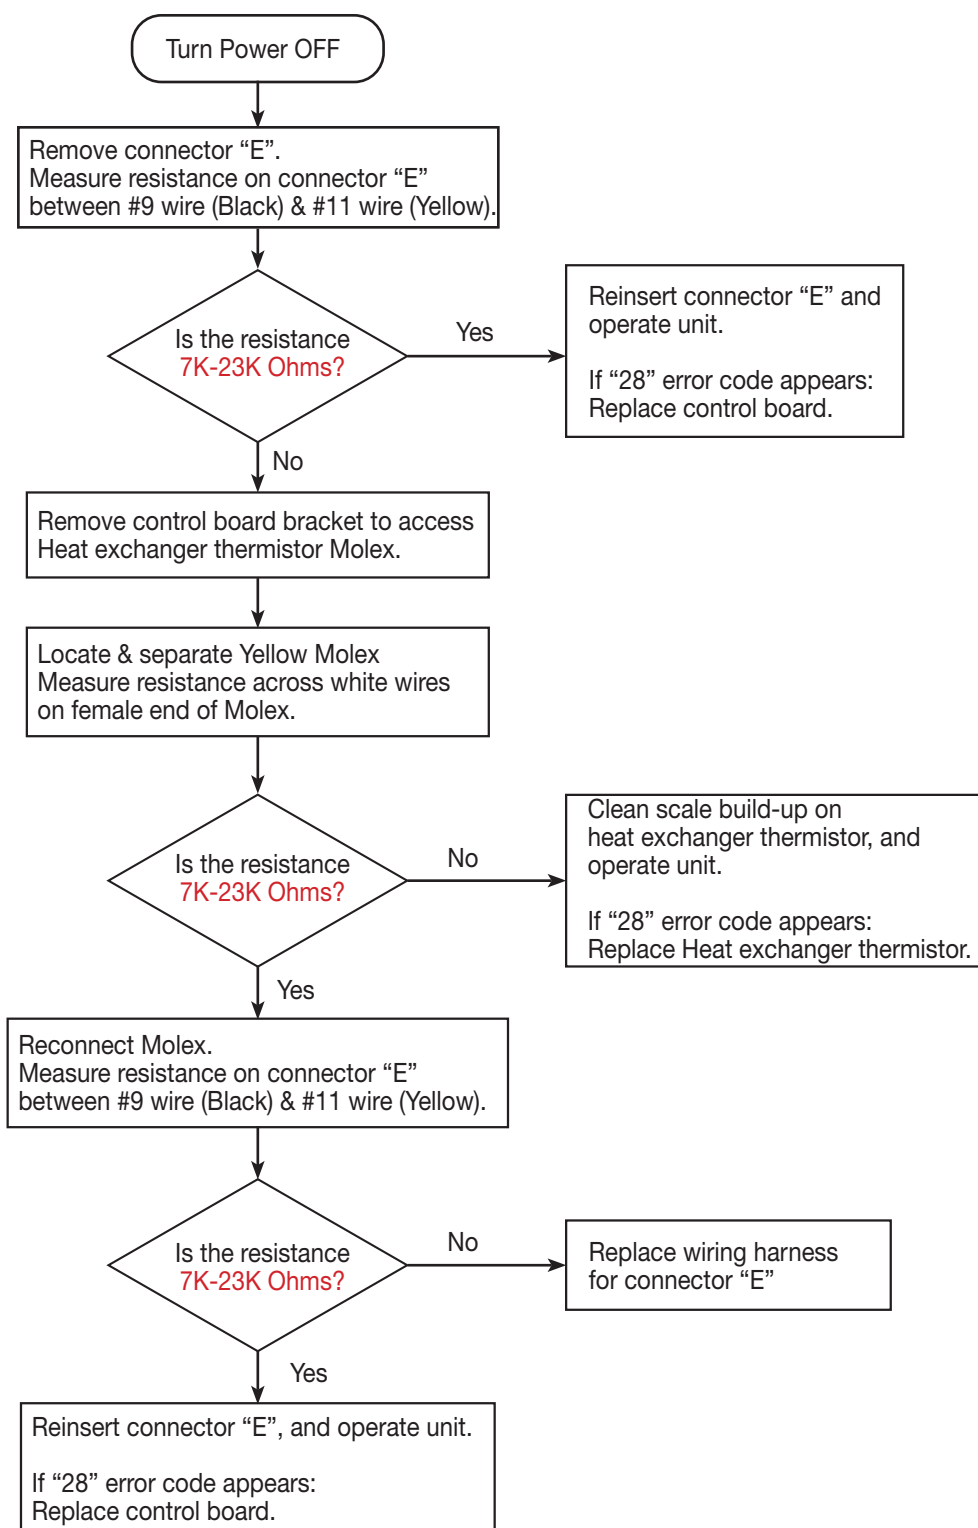 Turn Power OFF
Remove connector “E”.
Measure resistance on connector “E”
between #9 wire (Black) & #11 wire (Yellow).
Is the resistance
7K-23K Ohms?
Yes
Reinsert connector “E” and
operate unit.
If “28” error code appears:
Replace control board.
No
Remove control board bracket to access
Heat exchanger thermistor Molex.
Locate & separate Yellow Molex
Measure resistance across white wires
on female end of Molex.
Is the resistance
7K-23K Ohms?
No
Clean scale build-up on
heat exchanger thermistor, and
operate unit.
If “28” error code appears:
Replace Heat exchanger thermistor.
Yes
Reconnect Molex.
Measure resistance on connector “E”
between #9 wire (Black) & #11 wire (Yellow).
Is the resistance
7K-23K Ohms?
No
Replace wiring harness
for connector “E”
Yes
Reinsert connector “E”, and operate unit.
If “28” error code appears:
Replace control board.